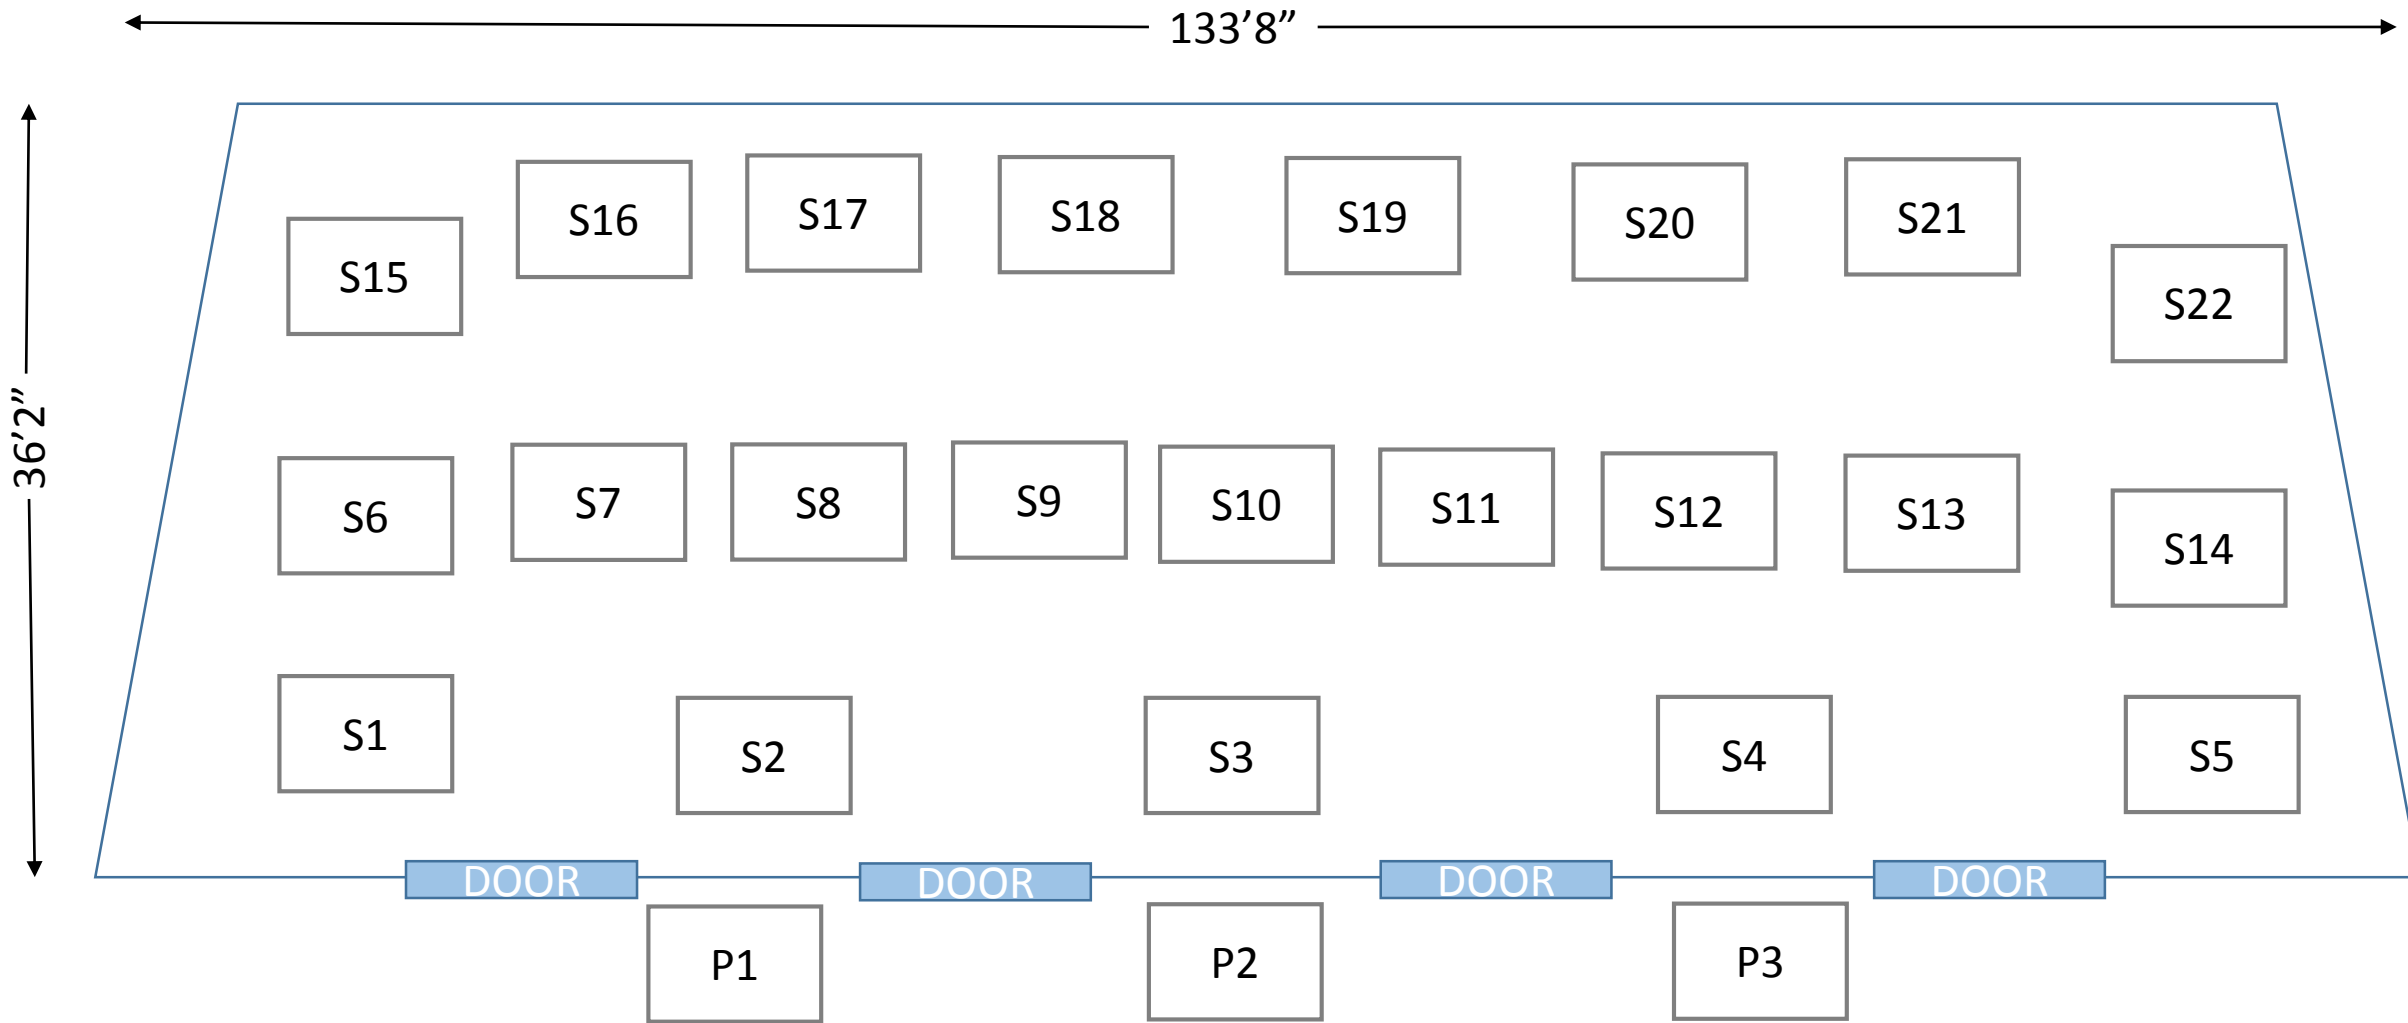 133’8”
36’2”
S15 S16 S17 S18 S19 S20 S21 S22
S6 S7 S8 S9 S10 S11 S12 S13 S14
S1 S2 S3 S4 S5
DOOR DOOR DOOR DOOR
P1 P2 P3